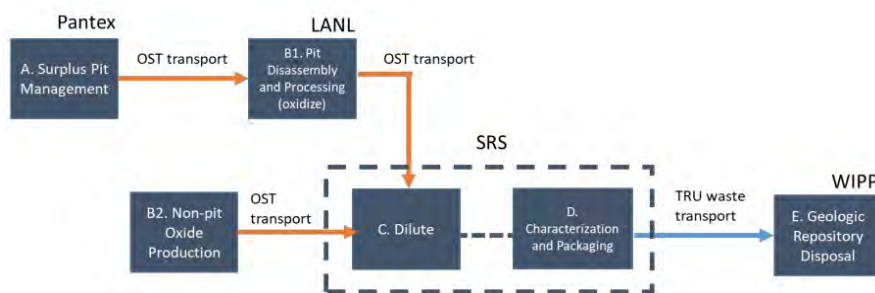 Pantex
LANL
A. Surplus Pit
Management
OST transport
B1. Pit
Disassembly
and Processing
(oxidize)
OST transport
SRS
WIPP
B2. Non-pit
Oxide
Production
OST
transport
C. Dilute
D.
Characterization
and Packaging
TRU waste
transport
E. Geologic
Repository
Disposal